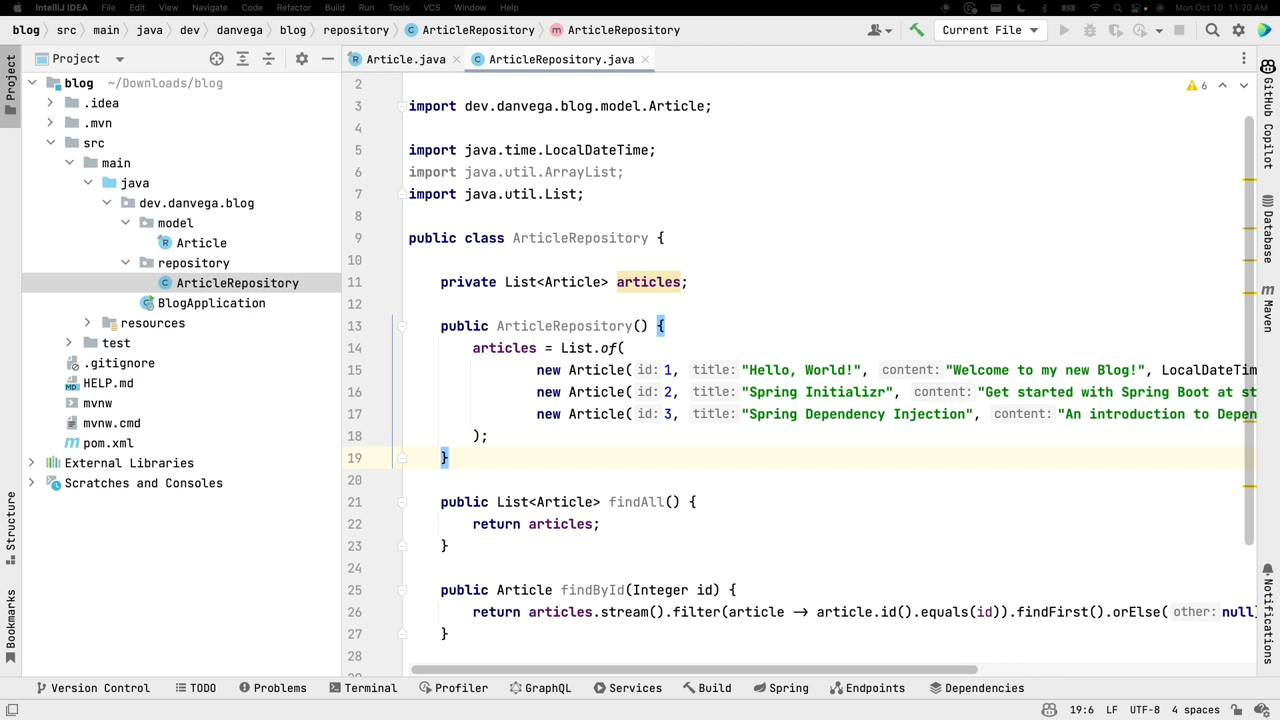 IntelliJ IDEA File Edit View Navigate Code Refactor Build Run Tools VCS Window Help Mon Oct 10 11:20 AM
blog src main java dev danvega blog repository ArticleRepository ArticleRepository Current File
Project
Project
Article.java ArticleRepository.java
blog ~/Downloads/blog
.idea
.mvn
src
main
java
dev.danvega.blog
model
Article
repository
ArticleRepository
BlogApplication
resources
test
.gitignore
HELP.md
mvnw
mvnw.cmd
pom.xml
External Libraries
Scratches and Consoles
Structure
Bookmarks
6
2
3 import dev.danvega.blog.model.Article;
4
5 import java.time.LocalDateTime;
6 import java.util.ArrayList;
7 import java.util.List;
8
9 public class ArticleRepository {
10
11 private List<Article> articles;
12
13 public ArticleRepository() {
14 articles = List.of(
15 new Article( id: 1, title: "Hello, World!", content: "Welcome to my new Blog!", LocalDateTim
16 new Article( id: 2, title: "Spring Initializr", content: "Get started with Spring Boot at st
17 new Article( id: 3, title: "Spring Dependency Injection", content: "An introduction to Depen
18 );
19 }
20
21 public List<Article> findAll() {
22 return articles;
23 }
24
25 public Article findById(Integer id) {
26 return articles.stream().filter(article → article.id().equals(id)).findFirst().orElse( other: null)
27 }
28
GitHub Copilot
Database
Maven
Notifications
Version Control TODO Problems Terminal Profiler GraphQL Services Build Spring Endpoints Dependencies
19:6 LF UTF-8 4 spaces